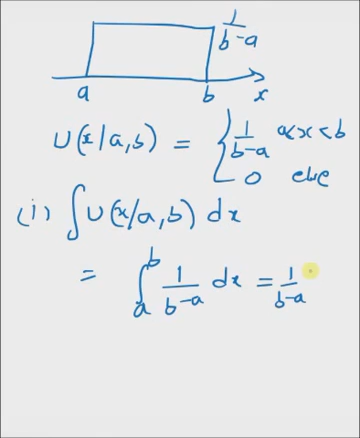 1/(b-a)
a b x
U(x/a,b) = { 1/(b-a) a<x<b
0 else
(i) ∫ U(x/a,b) dx
= ∫_a^b 1/(b-a) dx = 1/(b-a)